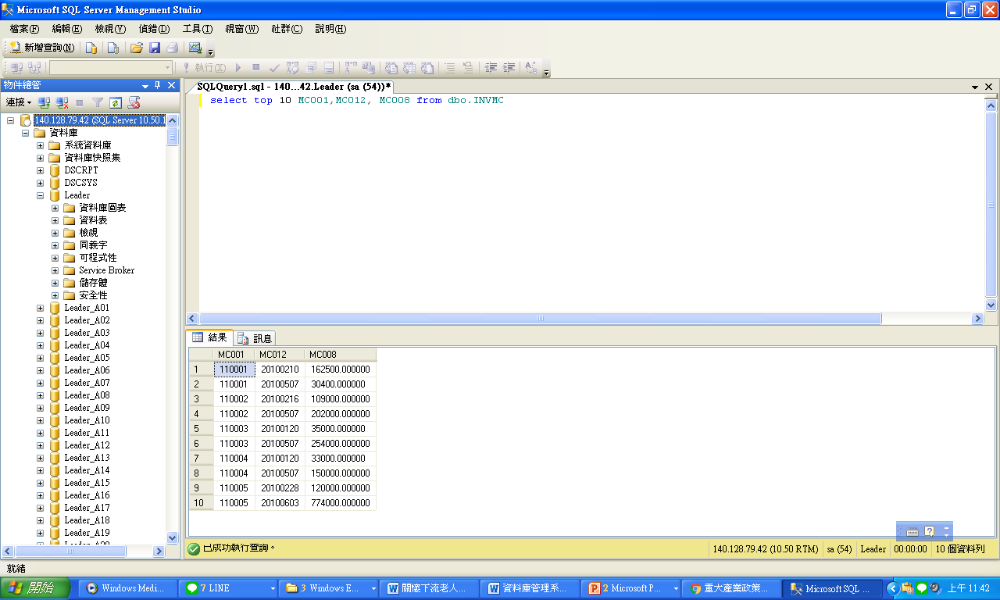 Microsoft SQL Server Management Studio
檔案(F) 編輯(E) 檢視(V) 偵錯(D) 工具(T) 視窗(W) 社群(C) 說明(H)
新增查詢(N)
執行(X)
物件總管
連接
140.128.79.42 (SQL Server 10.50.1
資料庫
系統資料庫
資料庫快照集
DSCRPT
DSCSYS
Leader
資料庫圖表
資料表
檢視
同義字
可程式性
Service Broker
儲存體
安全性
Leader_A01
Leader_A02
Leader_A03
Leader_A04
Leader_A05
Leader_A06
Leader_A07
Leader_A08
Leader_A09
Leader_A10
Leader_A11
Leader_A12
Leader_A13
Leader_A14
Leader_A15
Leader_A16
Leader_A17
Leader_A18
Leader_A19
SQLQuery1.sql - 140...42.Leader (sa (54))*
select top 10 MC001,MC012, MC008 from dbo.INVMC
結果 訊息
MC001 MC012 MC008
1 110001 20100210 162500.000000
2 110001 20100507 30400.000000
3 110002 20100216 109000.000000
4 110002 20100507 202000.000000
5 110003 20100120 35000.000000
6 110003 20100507 254000.000000
7 110004 20100120 33000.000000
8 110004 20100507 150000.000000
9 110005 20100228 120000.000000
10 110005 20100603 774000.000000
已成功執行查詢。 140.128.79.42 (10.50 RTM) sa (54) Leader 00:00:00 10 個資料列
就緒
開始 Windows Medi... 7 LINE 3 Windows E... 關懷下流老人... 資料庫管理系... 2 Microsoft P... 重大產業政策... Microsoft SQL ... 上午 11:42